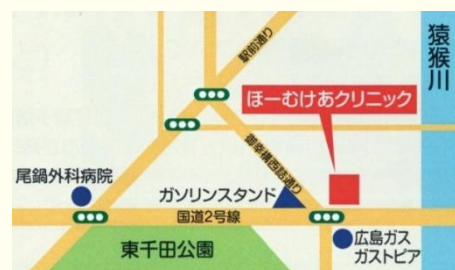 駅前通り
猿猴川
ほーむけあクリニック
御幸橋西詰通り
尾鍋外科病院
ガソリンスタンド
国道2号線
東千田公園
広島ガス
ガストピア